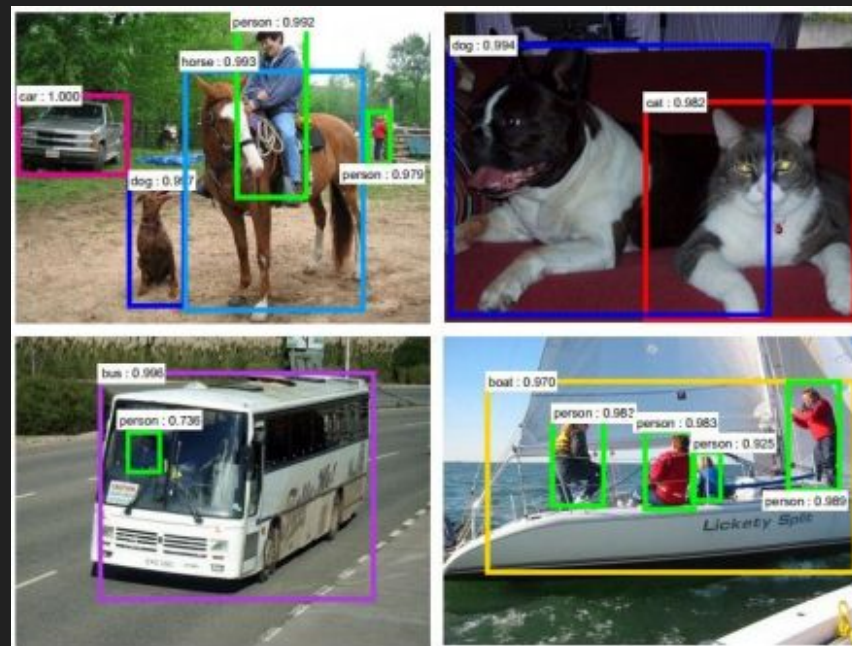 person : 0.992
horse : 0.993
car : 1.000
dog : 0.997
person : 0.979
dog : 0.994
cat : 0.982
bus : 0.996
person : 0.736
boat : 0.970
person : 0.982
person : 0.983
person : 0.925
person : 0.989
Lickety Split